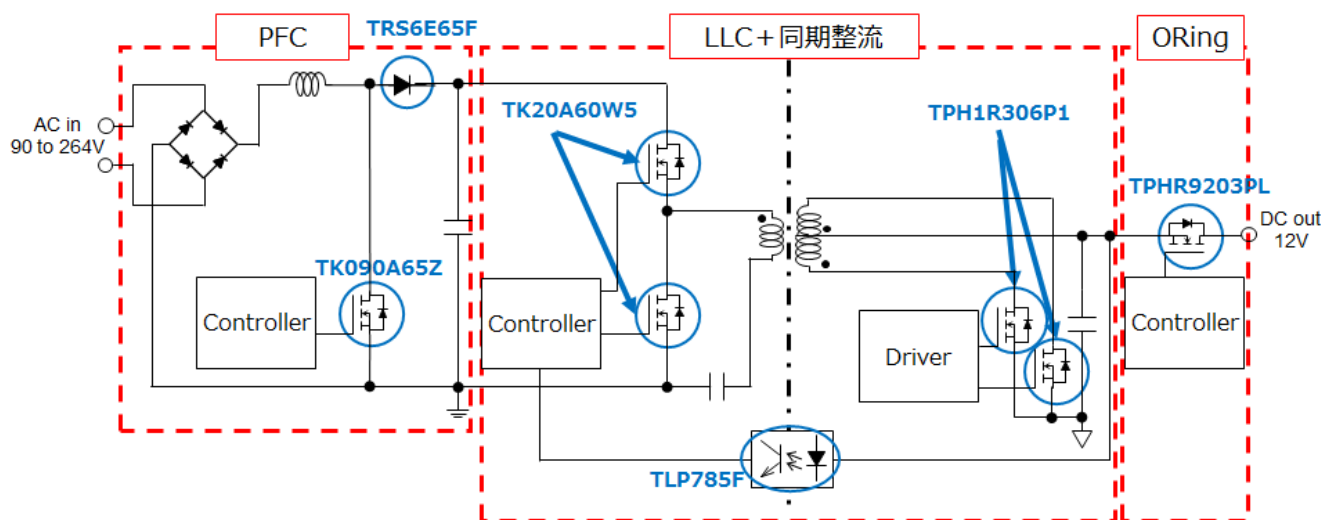 PFC
TRS6E65F
LLC+同期整流
ORing
AC in
90 to 264V
TK20A60W5
TPH1R306P1
TPHR9203PL
DC out
12V
TK090A65Z
Controller
Controller
Driver
Controller
TLP785F